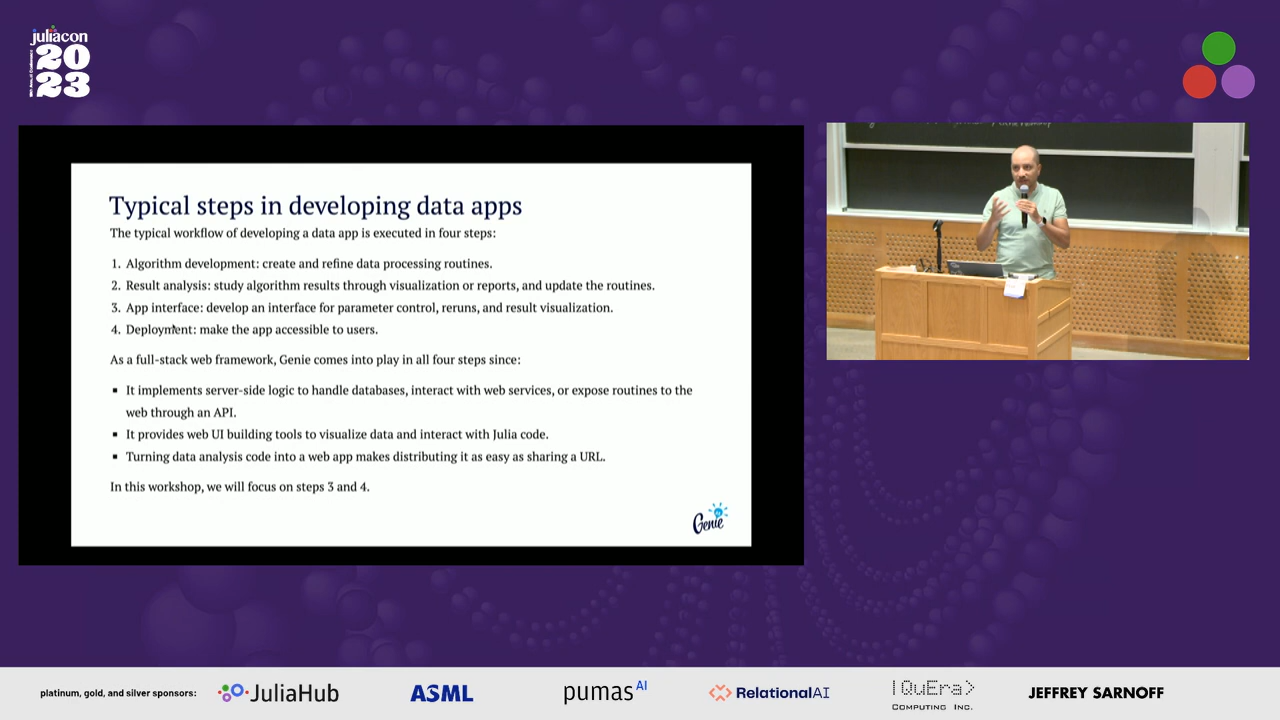 juliacon
20
23
Typical steps in developing data apps
The typical workflow of developing a data app is executed in four steps:
1. Algorithm development: create and refine data processing routines.
2. Result analysis: study algorithm results through visualization or reports, and update the routines.
3. App interface: develop an interface for parameter control, reruns, and result visualization.
4. Deployment: make the app accessible to users.
As a full-stack web framework, Genie comes into play in all four steps since:
▪ It implements server-side logic to handle databases, interact with web services, or expose routines to the
web through an API.
▪ It provides web UI building tools to visualize data and interact with Julia code.
▪ Turning data analysis code into a web app makes distributing it as easy as sharing a URL.
In this workshop, we will focus on steps 3 and 4.
Genie
platinum, gold, and silver sponsors:
JuliaHub
ASML
pumas AI
RelationalAI
|QuEra>
Computing Inc.
JEFFREY SARNOFF